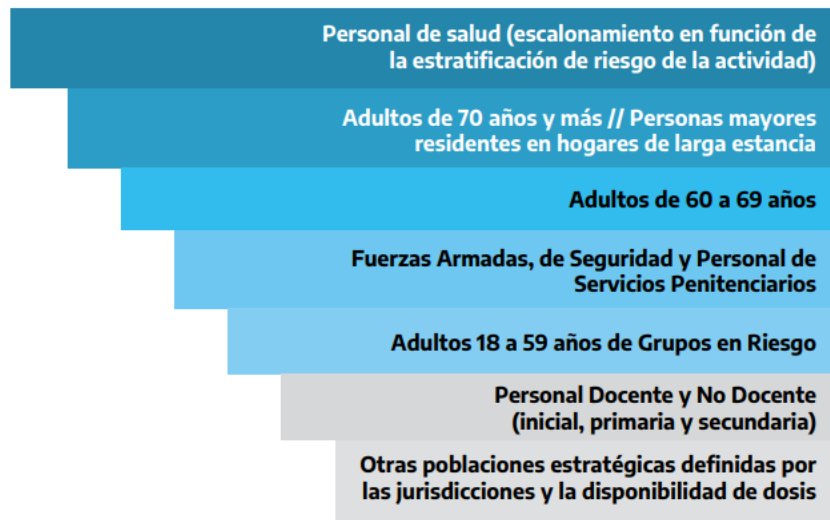 Personal de salud (escalonamiento en función de
la estratificación de riesgo de la actividad)
Adultos de 70 años y más // Personas mayores
residentes en hogares de larga estancia
Adultos de 60 a 69 años
Fuerzas Armadas, de Seguridad y Personal de
Servicios Penitenciarios
Adultos 18 a 59 años de Grupos en Riesgo
Personal Docente y No Docente
(inicial, primaria y secundaria)
Otras poblaciones estratégicas definidas por
las jurisdicciones y la disponibilidad de dosis